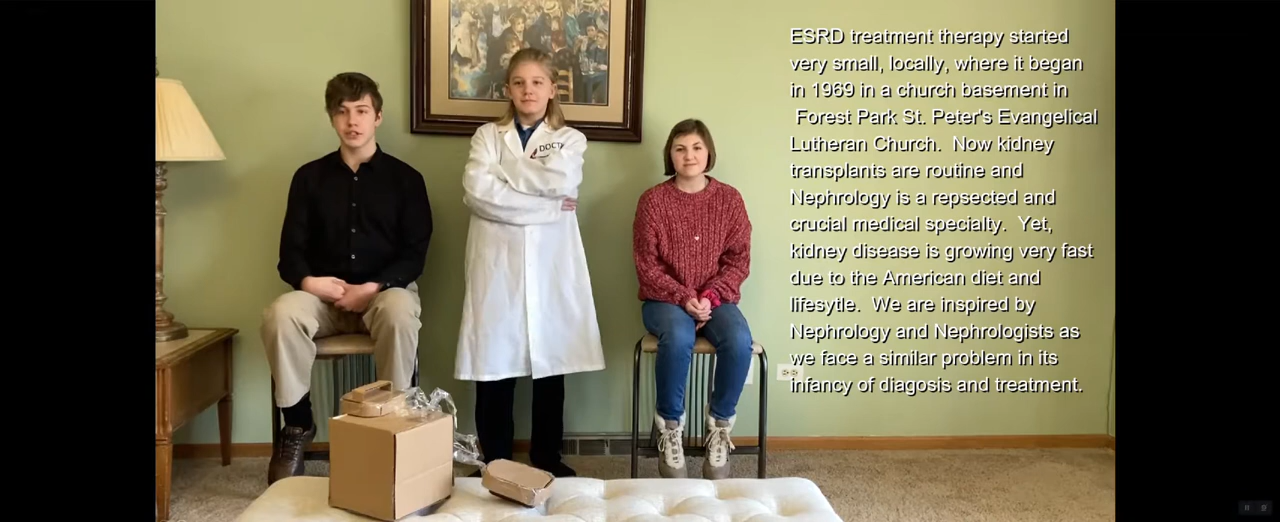 ESRD treatment therapy started
very small, locally, where it began
in 1969 in a church basement in
Forest Park St. Peter's Evangelical
Lutheran Church.  Now kidney
transplants are routine and
Nephrology is a repsected and
crucial medical specialty.  Yet,
kidney disease is growing very fast
due to the American diet and
lifesytle.  We are inspired by
Nephrology and Nephrologists as
we face a similar problem in its
infancy of diagosis and treatment.